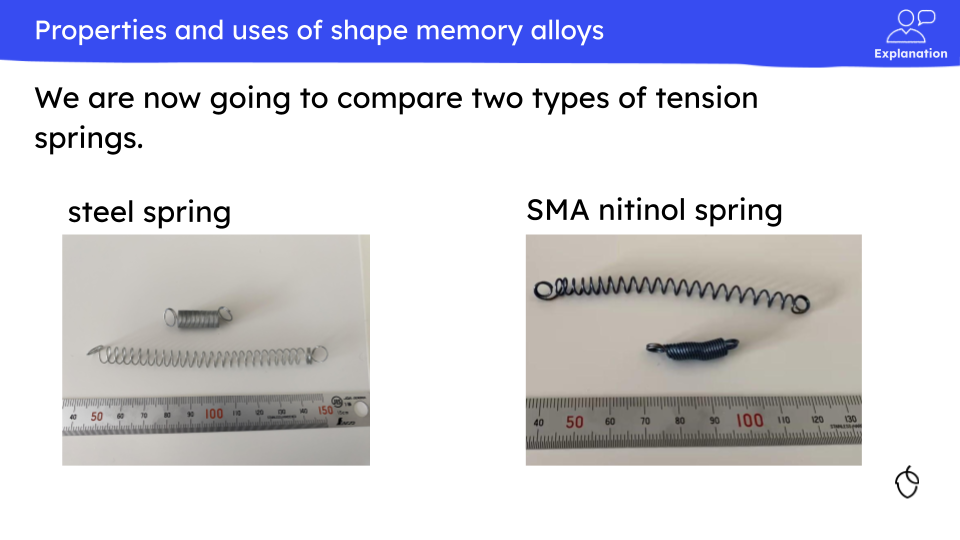 Properties and uses of shape memory alloys
Explanation
We are now going to compare two types of tension
springs.
steel spring
SMA nitinol spring
40 50 60 70 80 90 100 110 120 130 140 150
40 50 60 70 80 90 100 110 120 130